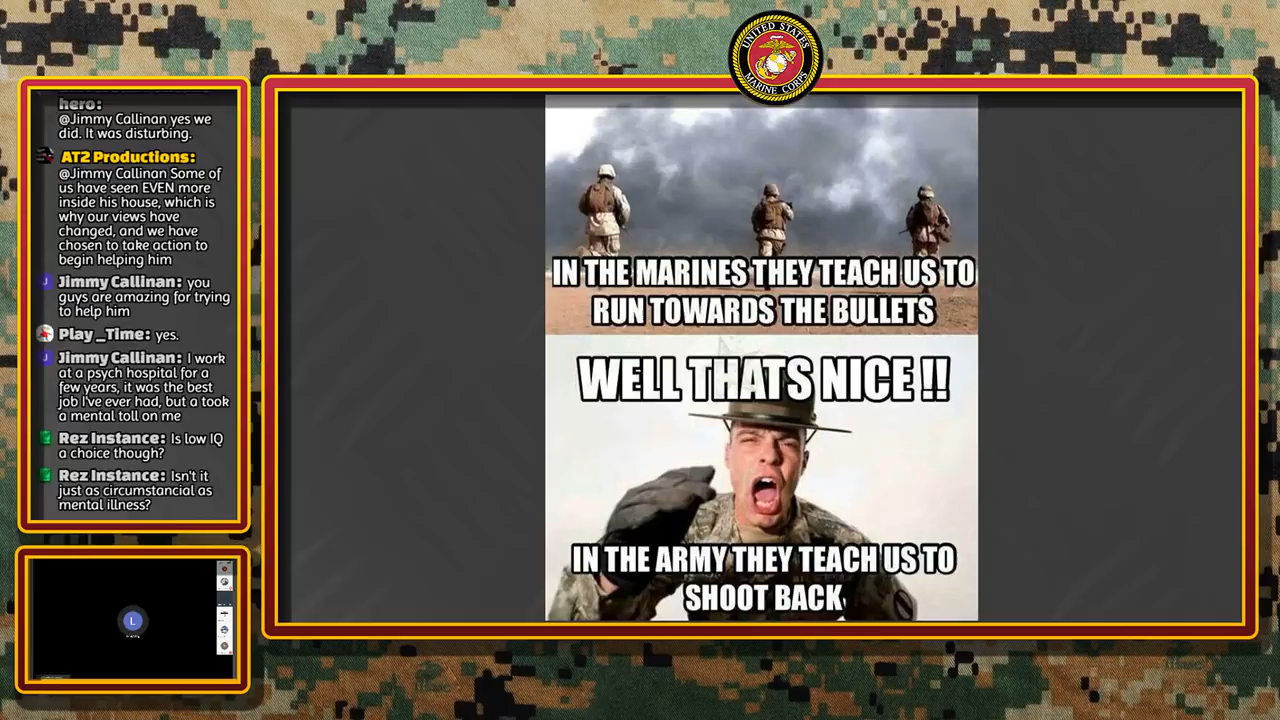 UNITED STATES
MARINE CORPS
hero:
@Jimmy Callinan yes we
did. It was disturbing.
AT2 Productions:
@Jimmy Callinan Some of
us have seen EVEN more
inside his house, which is
why our views have
changed, and we have
chosen to take action to
begin helping him
J
Jimmy Callinan: you
guys are amazing for trying
to help him
Play_Time: yes.
J
Jimmy Callinan: I work
at a psych hospital for a
few years, it was the best
job I've ever had, but a took
a mental toll on me
Rez Instance: Is low IQ
a choice though?
Rez Instance: Isn't it
just as circumstancial as
mental illness?
L
IN THE MARINES THEY TEACH US TO
RUN TOWARDS THE BULLETS
WELL THATS NICE !!
IN THE ARMY THEY TEACH US TO
SHOOT BACK